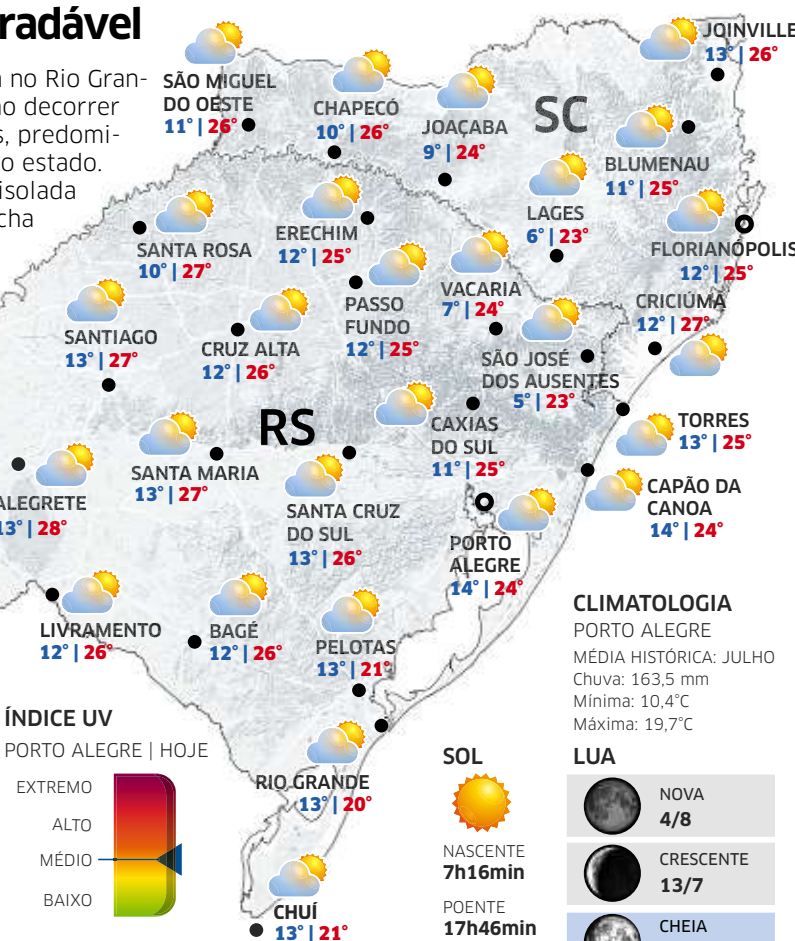 radável
no Rio Gran-
o decorrer
s, predomi-
o estado.
isolada
cha
SÃO MIGUEL
DO OESTE
11° | 26°
CHAPECÓ
10° | 26°
JOAÇABA
9° | 24°
SC
JOINVILLE
13° | 26°
BLUMENAU
11° | 25°
LAGES
6° | 23°
FLORIANÓPOLIS
12° | 25°
CRICIÚMA
12° | 27°
SANTA ROSA
10° | 27°
ERECHIM
12° | 25°
PASSO
FUNDO
12° | 25°
VACARIA
7° | 24°
SANTIAGO
13° | 27°
CRUZ ALTA
12° | 26°
SÃO JOSÉ
DOS AUSENTES
5° | 23°
RS
CAXIAS
DO SUL
11° | 25°
TORRES
13° | 25°
SANTA MARIA
13° | 27°
ALEGRETE
13° | 28°
SANTA CRUZ
DO SUL
13° | 26°
CAPÃO DA
CANOA
14° | 24°
PORTO
ALEGRE
14° | 24°
LIVRAMENTO
12° | 26°
BAGÉ
12° | 26°
PELOTAS
13° | 21°
RIO GRANDE
13° | 20°
CHUÍ
13° | 21°
CLIMATOLOGIA
PORTO ALEGRE
MÉDIA HISTÓRICA: JULHO
Chuva: 163,5 mm
Mínima: 10,4°C
Máxima: 19,7°C
ÍNDICE UV
PORTO ALEGRE | HOJE
EXTREMO
ALTO
MÉDIO
BAIXO
SOL
NASCENTE
7h16min
POENTE
17h46min
LUA
NOVA
4/8
CRESCENTE
13/7
CHEIA